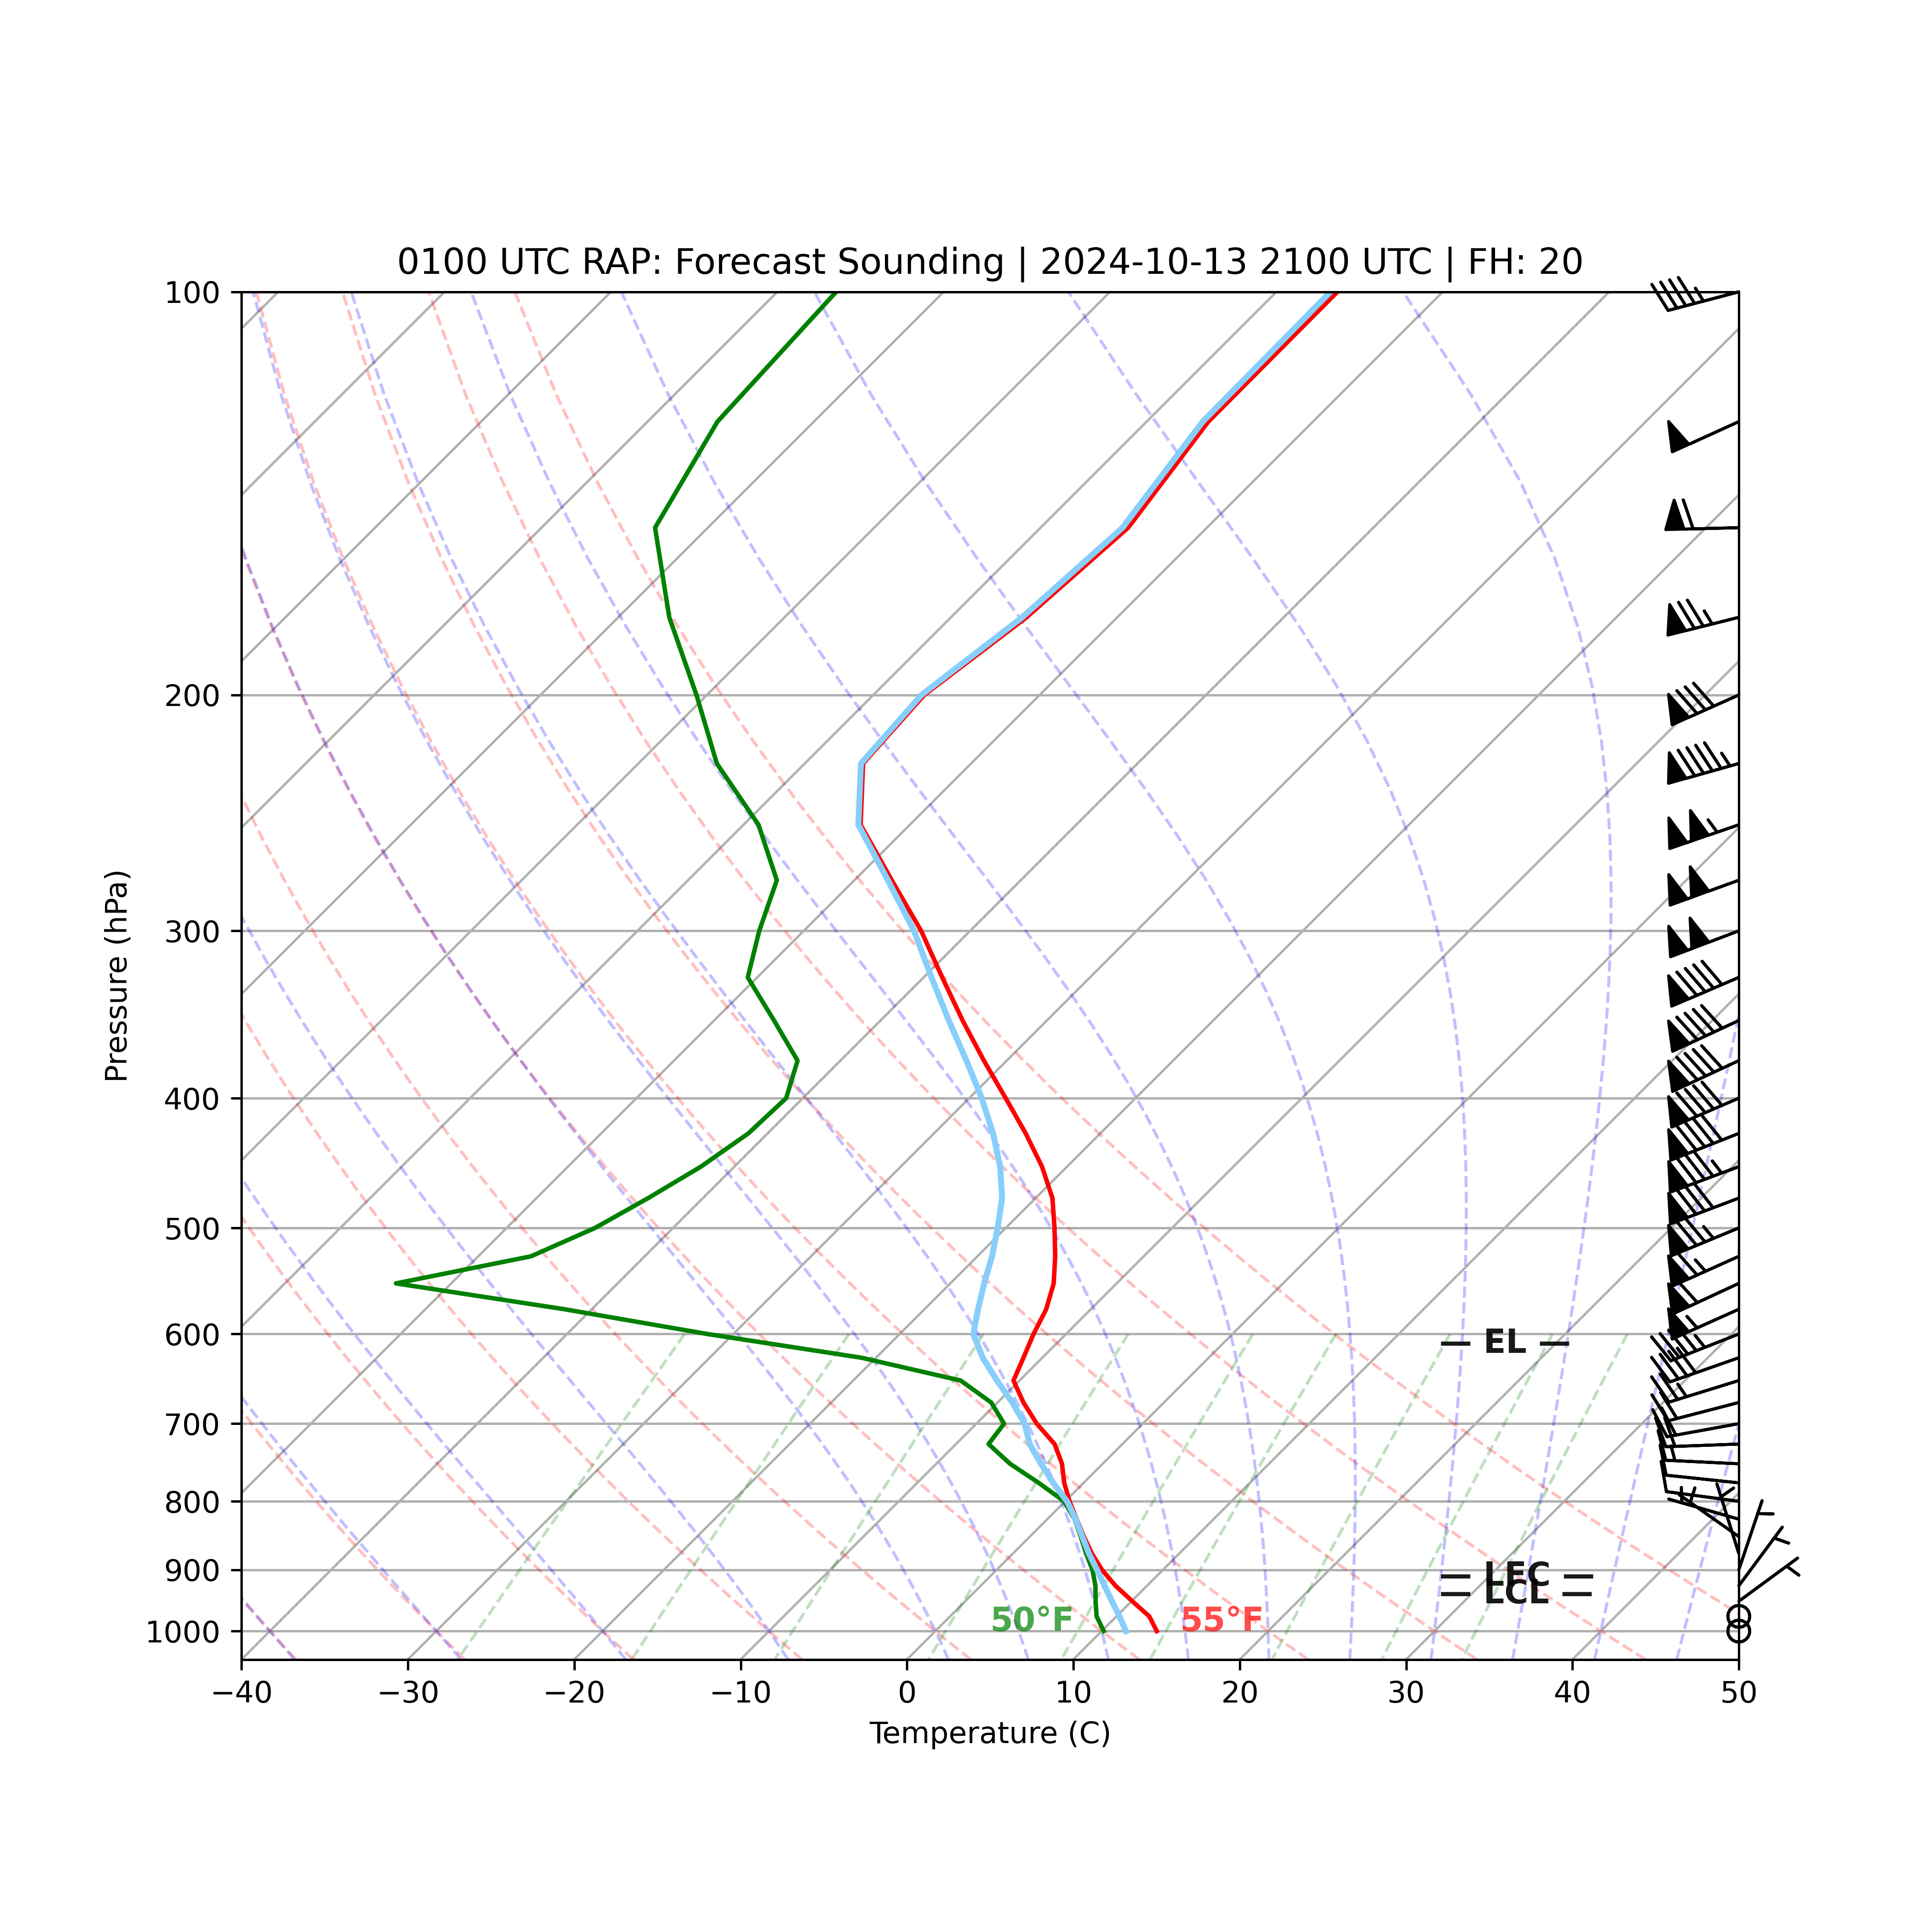 0100 UTC RAP: Forecast Sounding | 2024-10-13 2100 UTC | FH: 20
100
200
300
400
500
600
700
800
900
1000
Pressure (hPa)
— EL —
— LFC —
— LCL —
50°F
55°F
−40
−30
−20
−10
0
10
20
30
40
50
Temperature (C)